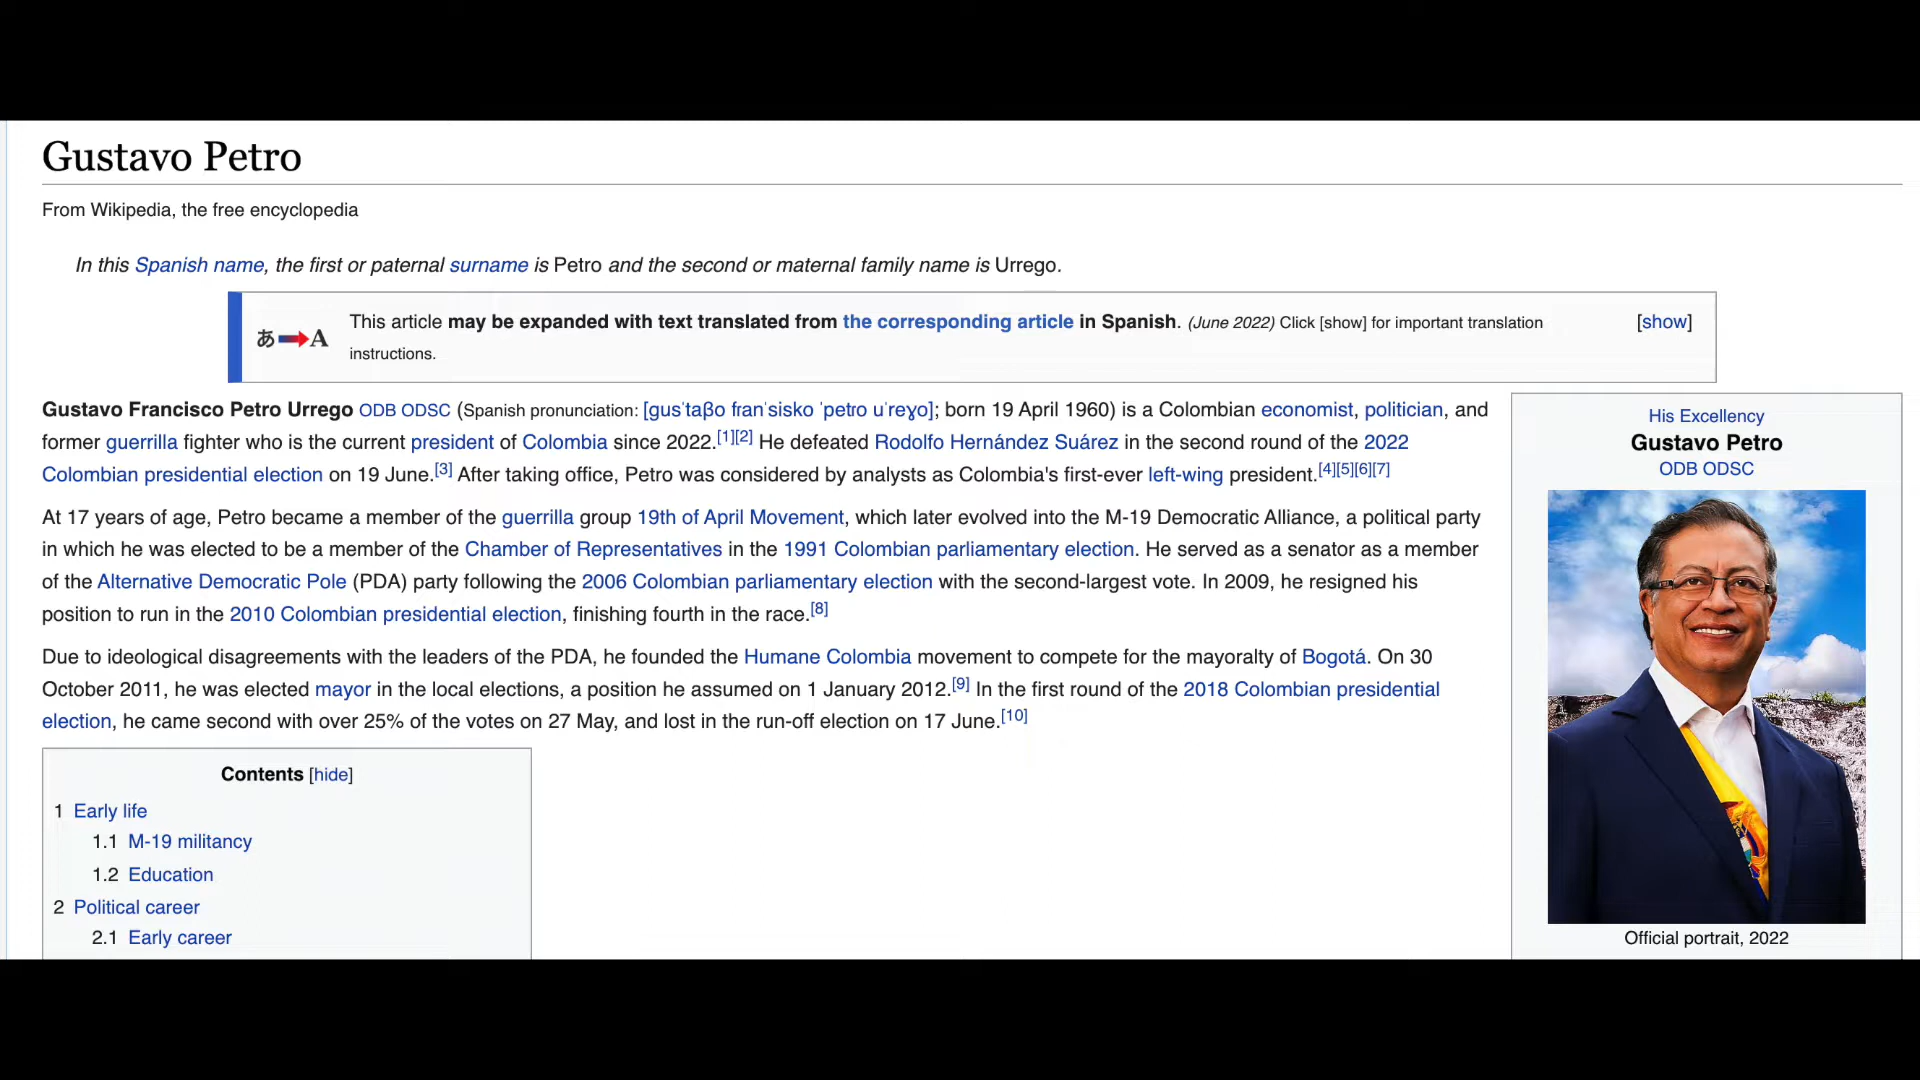 Gustavo Petro
From Wikipedia, the free encyclopedia
In this Spanish name, the first or paternal surname is Petro and the second or maternal family name is Urrego.
あ A
This article may be expanded with text translated from the corresponding article in Spanish. (June 2022) Click [show] for important translation
instructions.
[show]
Gustavo Francisco Petro Urrego ODB ODSC (Spanish pronunciation: [gusˈtaβo fɾanˈsisko ˈpetɾo uˈreɣo]; born 19 April 1960) is a Colombian economist, politician, and
former guerrilla fighter who is the current president of Colombia since 2022.[1][2] He defeated Rodolfo Hernández Suárez in the second round of the 2022
Colombian presidential election on 19 June.[3] After taking office, Petro was considered by analysts as Colombia's first-ever left-wing president.[4][5][6][7]
At 17 years of age, Petro became a member of the guerrilla group 19th of April Movement, which later evolved into the M-19 Democratic Alliance, a political party
in which he was elected to be a member of the Chamber of Representatives in the 1991 Colombian parliamentary election. He served as a senator as a member
of the Alternative Democratic Pole (PDA) party following the 2006 Colombian parliamentary election with the second-largest vote. In 2009, he resigned his
position to run in the 2010 Colombian presidential election, finishing fourth in the race.[8]
Due to ideological disagreements with the leaders of the PDA, he founded the Humane Colombia movement to compete for the mayoralty of Bogotá. On 30
October 2011, he was elected mayor in the local elections, a position he assumed on 1 January 2012.[9] In the first round of the 2018 Colombian presidential
election, he came second with over 25% of the votes on 27 May, and lost in the run-off election on 17 June.[10]
Contents [hide]
1 Early life
1.1 M-19 militancy
1.2 Education
2 Political career
2.1 Early career
His Excellency
Gustavo Petro
ODB ODSC
Official portrait, 2022